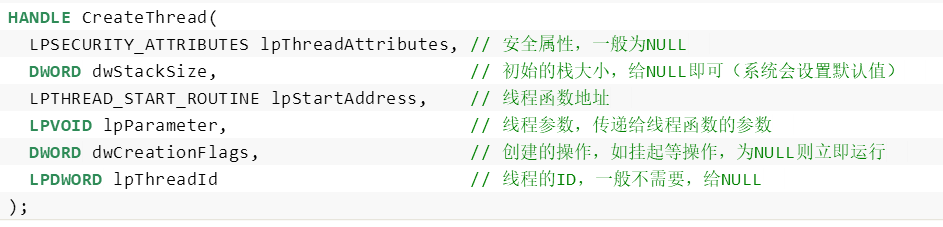 HANDLE CreateThread(
LPSECURITY_ATTRIBUTES lpThreadAttributes, // 安全属性，一般为NULL
DWORD dwStackSize, // 初始的栈大小，给NULL即可（系统会设置默认值）
LPTHREAD_START_ROUTINE lpStartAddress, // 线程函数地址
LPVOID lpParameter, // 线程参数，传递给线程函数的参数
DWORD dwCreationFlags, // 创建的操作，如挂起等操作，为NULL则立即运行
LPDWORD lpThreadId // 线程的ID，一般不需要，给NULL
);